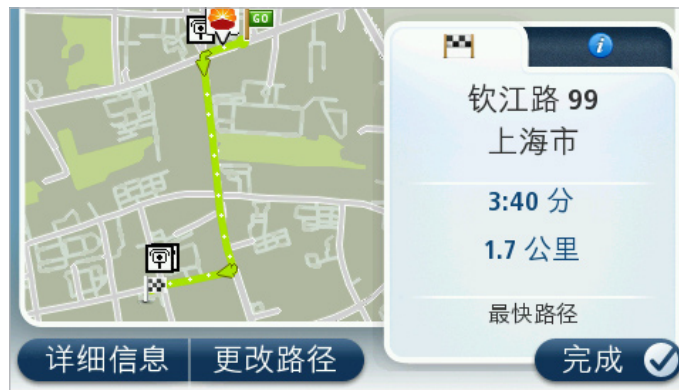 GO
钦江路 99
上海市
3:40 分
1.7 公里
最快路径
详细信息
更改路径
完成